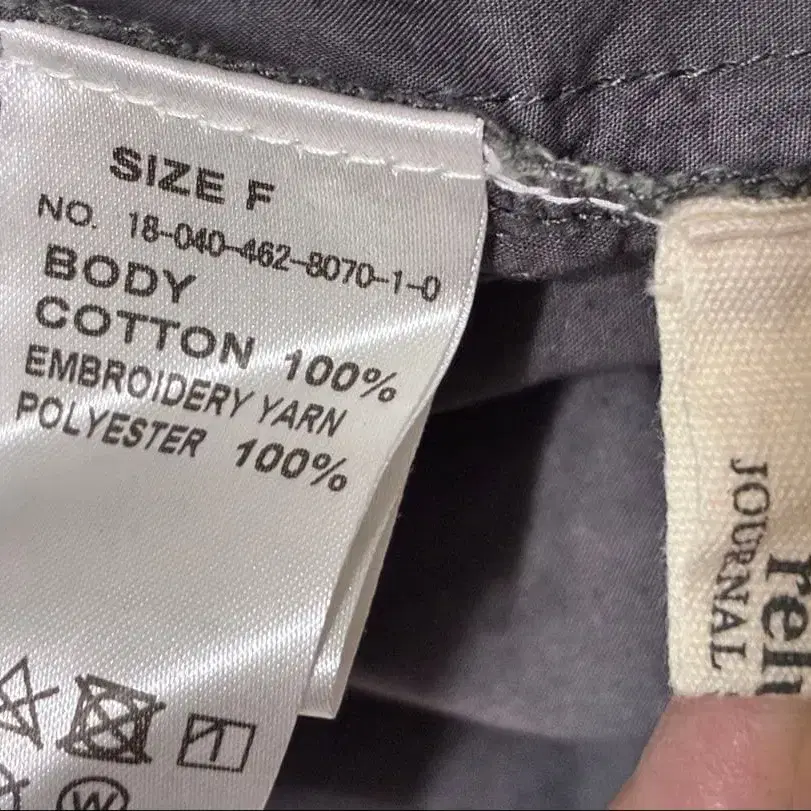 SIZE F
NO. 18-040-462-8070-1-0
BODY
COTTON 100%
EMBROIDERY YARN
POLYESTER 100%
W
JOURNAL